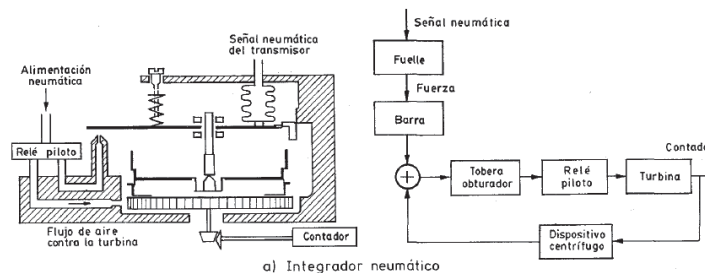 Señal neumática
del transmisor
Alimentación
neumática
Relé piloto
Flujo de aire
contra la turbina
Contador
Señal neumática
Fuelle
Fuerza
Barra
Tobera
obturador
Relé
piloto
Turbina
Dispositivo
centrífugo
a) Integrador neumático